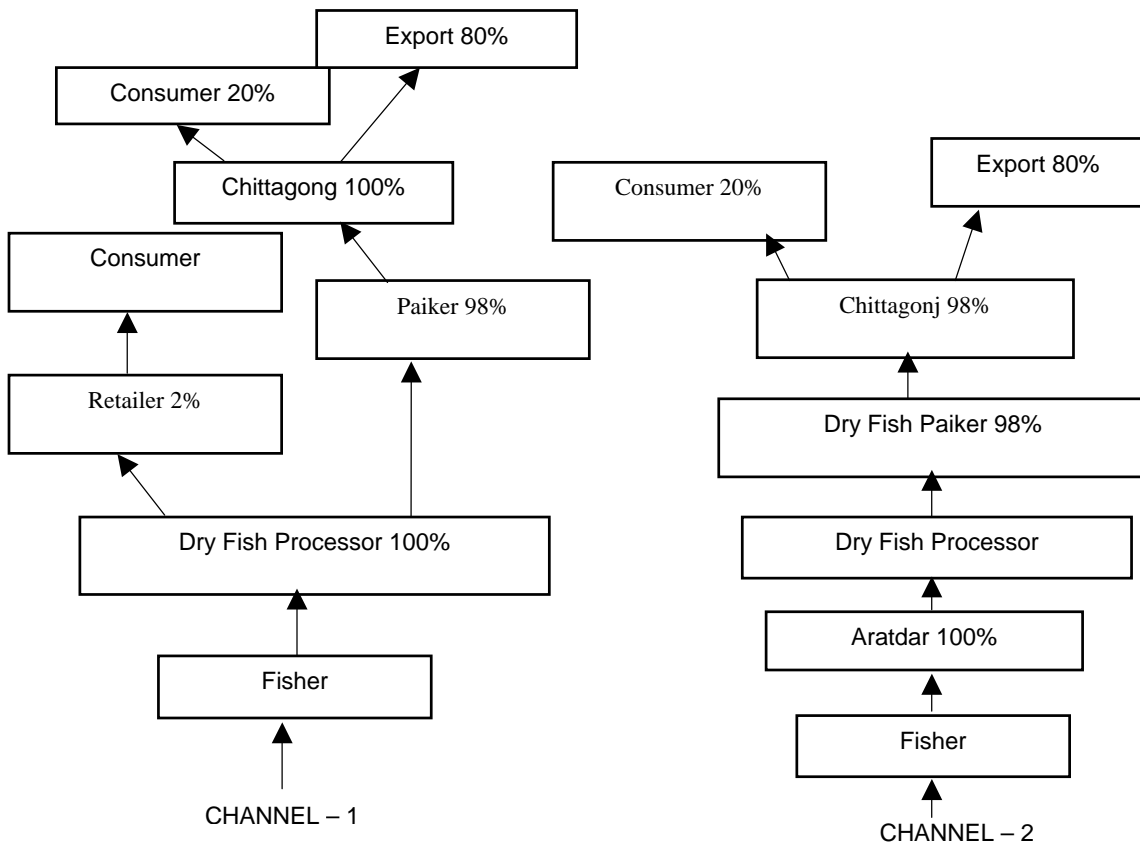 Export 80%
Consumer 20%
Chittagong 100%
Consumer
Paiker 98%
Retailer 2%
Dry Fish Processor 100%
Fisher
CHANNEL – 1
Export 80%
Consumer 20%
Chittagonj 98%
Dry Fish Paiker 98%
Dry Fish Processor
Aratdar 100%
Fisher
CHANNEL – 2